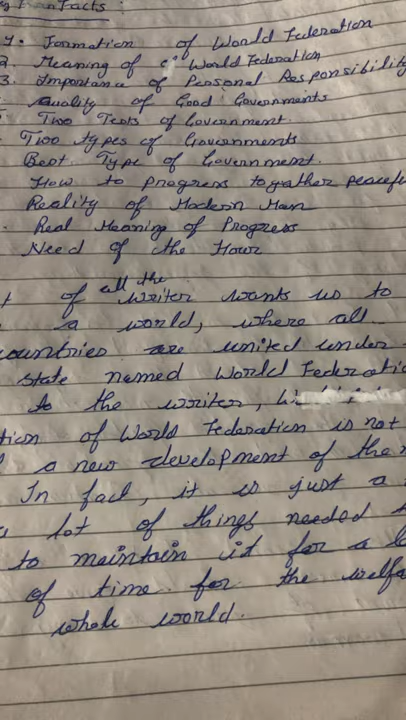 Facts:
1. Formation of World Federation
2. Meaning of World Federation
3. Importance of Personal Responsibility
Quality of Good Governments
Two Tests of Government
Two types of Governments
Best Type of Government.
How to progress togather
Reality of Modern Man
Real Meaning of Progress
Need of the Hour
of all the writer wants us to
a world, where all
countries are united under
state named World
to the writer,
of World Federation is not
a new development of the
In fact, it is just a
lot of things needed
to maintain it for a
of time for the
whole world.